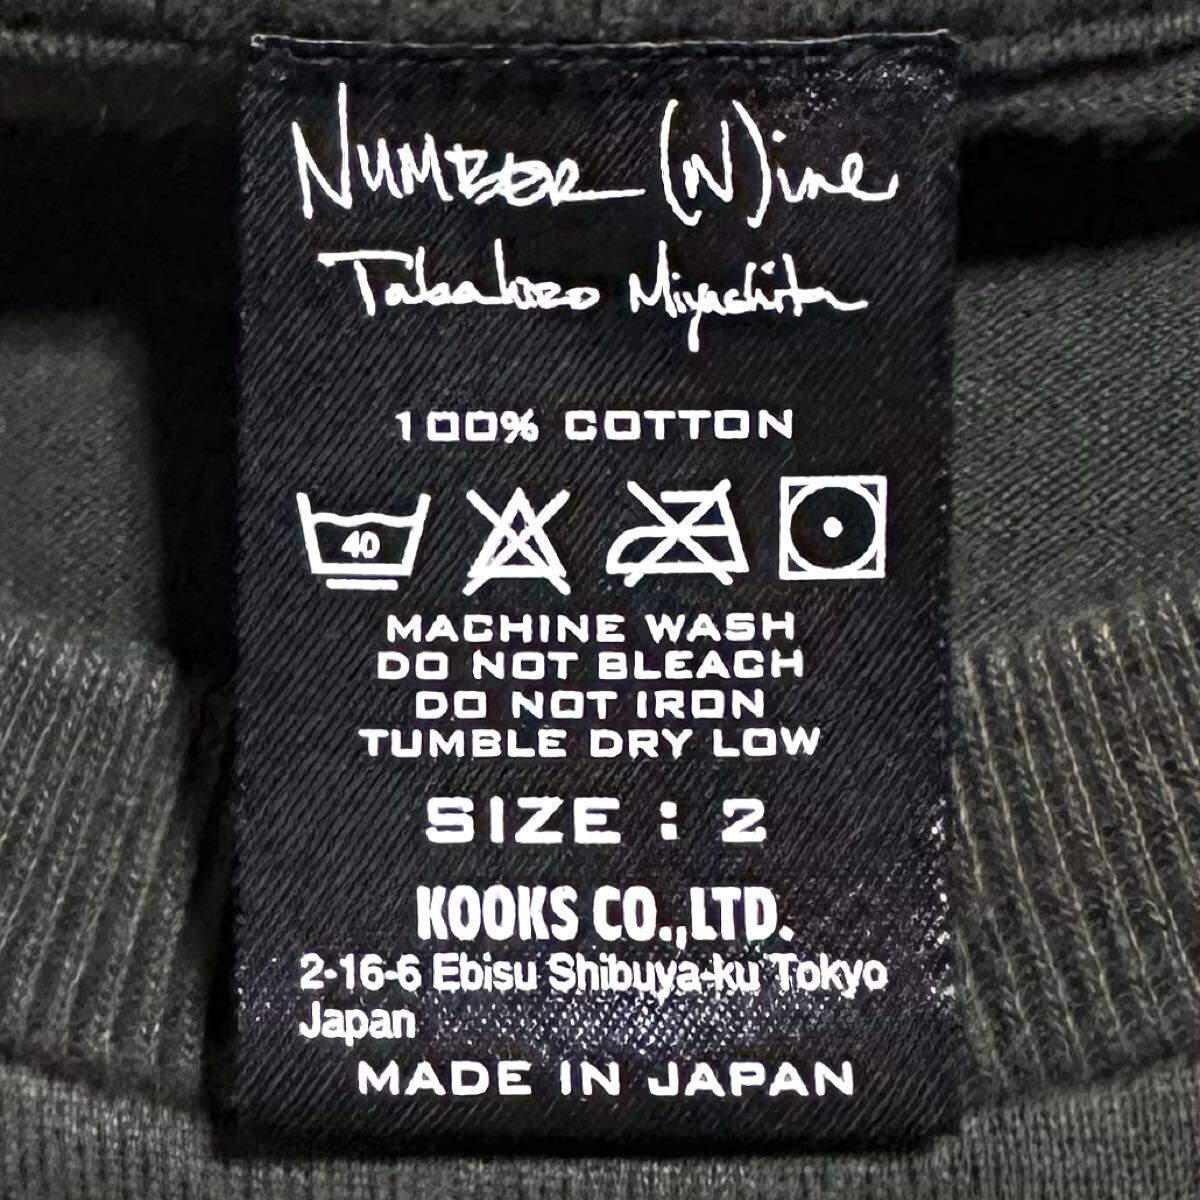 NUMBER (N)ine
Takahiro Miyashita
100% COTTON
40
MACHINE WASH
DO NOT BLEACH
DO NOT IRON
TUMBLE DRY LOW
SIZE : 2
KOOKS CO.,LTD.
2-16-6 Ebisu Shibuya-ku Tokyo
Japan
MADE IN JAPAN